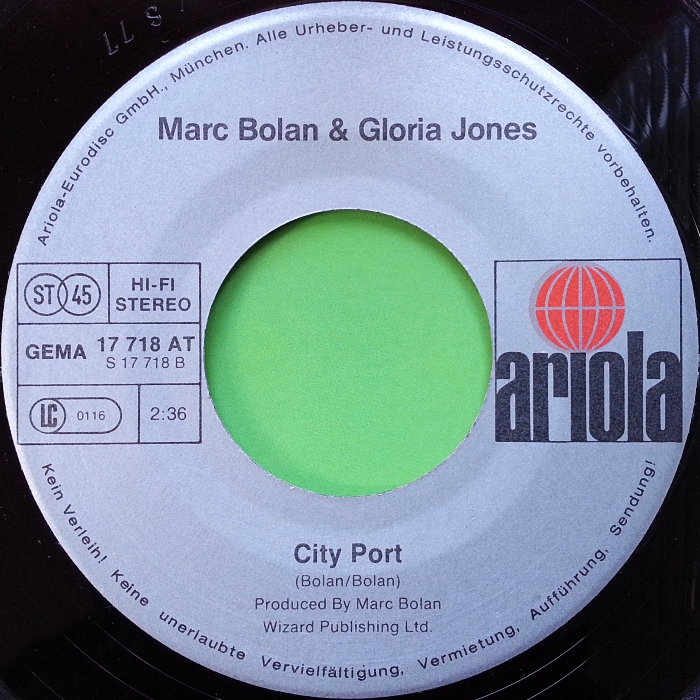 S 77
Ariola-Eurodisc GmbH., München. Alle Urheber- und Leistungsschutzrechte vorbehalten.
Marc Bolan & Gloria Jones
ST 45
HI-FI
STEREO
GEMA 17 718 AT
S 17 718 B
LC 0116
2:36
ariola
City Port
(Bolan/Bolan)
Produced By Marc Bolan
Wizard Publishing Ltd.
Kein Verleih! Keine unerlaubte Vervielfältigung, Vermietung, Aufführung, Sendung!